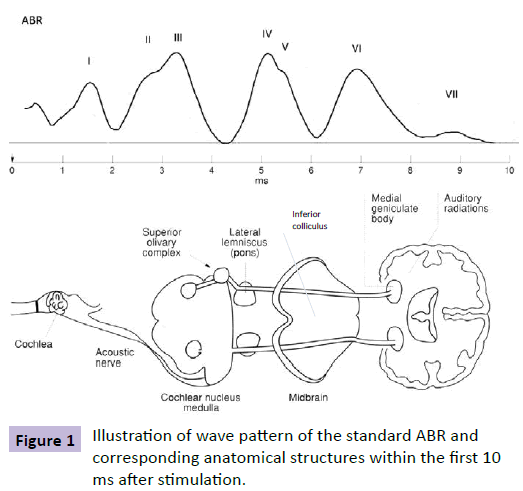 ABR
I II III IV V VI VII
0 1 2 3 4 5 6 7 8 9 10
ms
Superior
olivary
complex
Lateral
lemniscus
(pons)
Inferior
colliculus
Medial
geniculate
body
Auditory
radiations
Cochlea
Acoustic
nerve
Cochlear nucleus
medulla
Midbrain
Figure 1
Illustration of wave pattern of the standard ABR and
corresponding anatomical structures within the first 10
ms after stimulation.